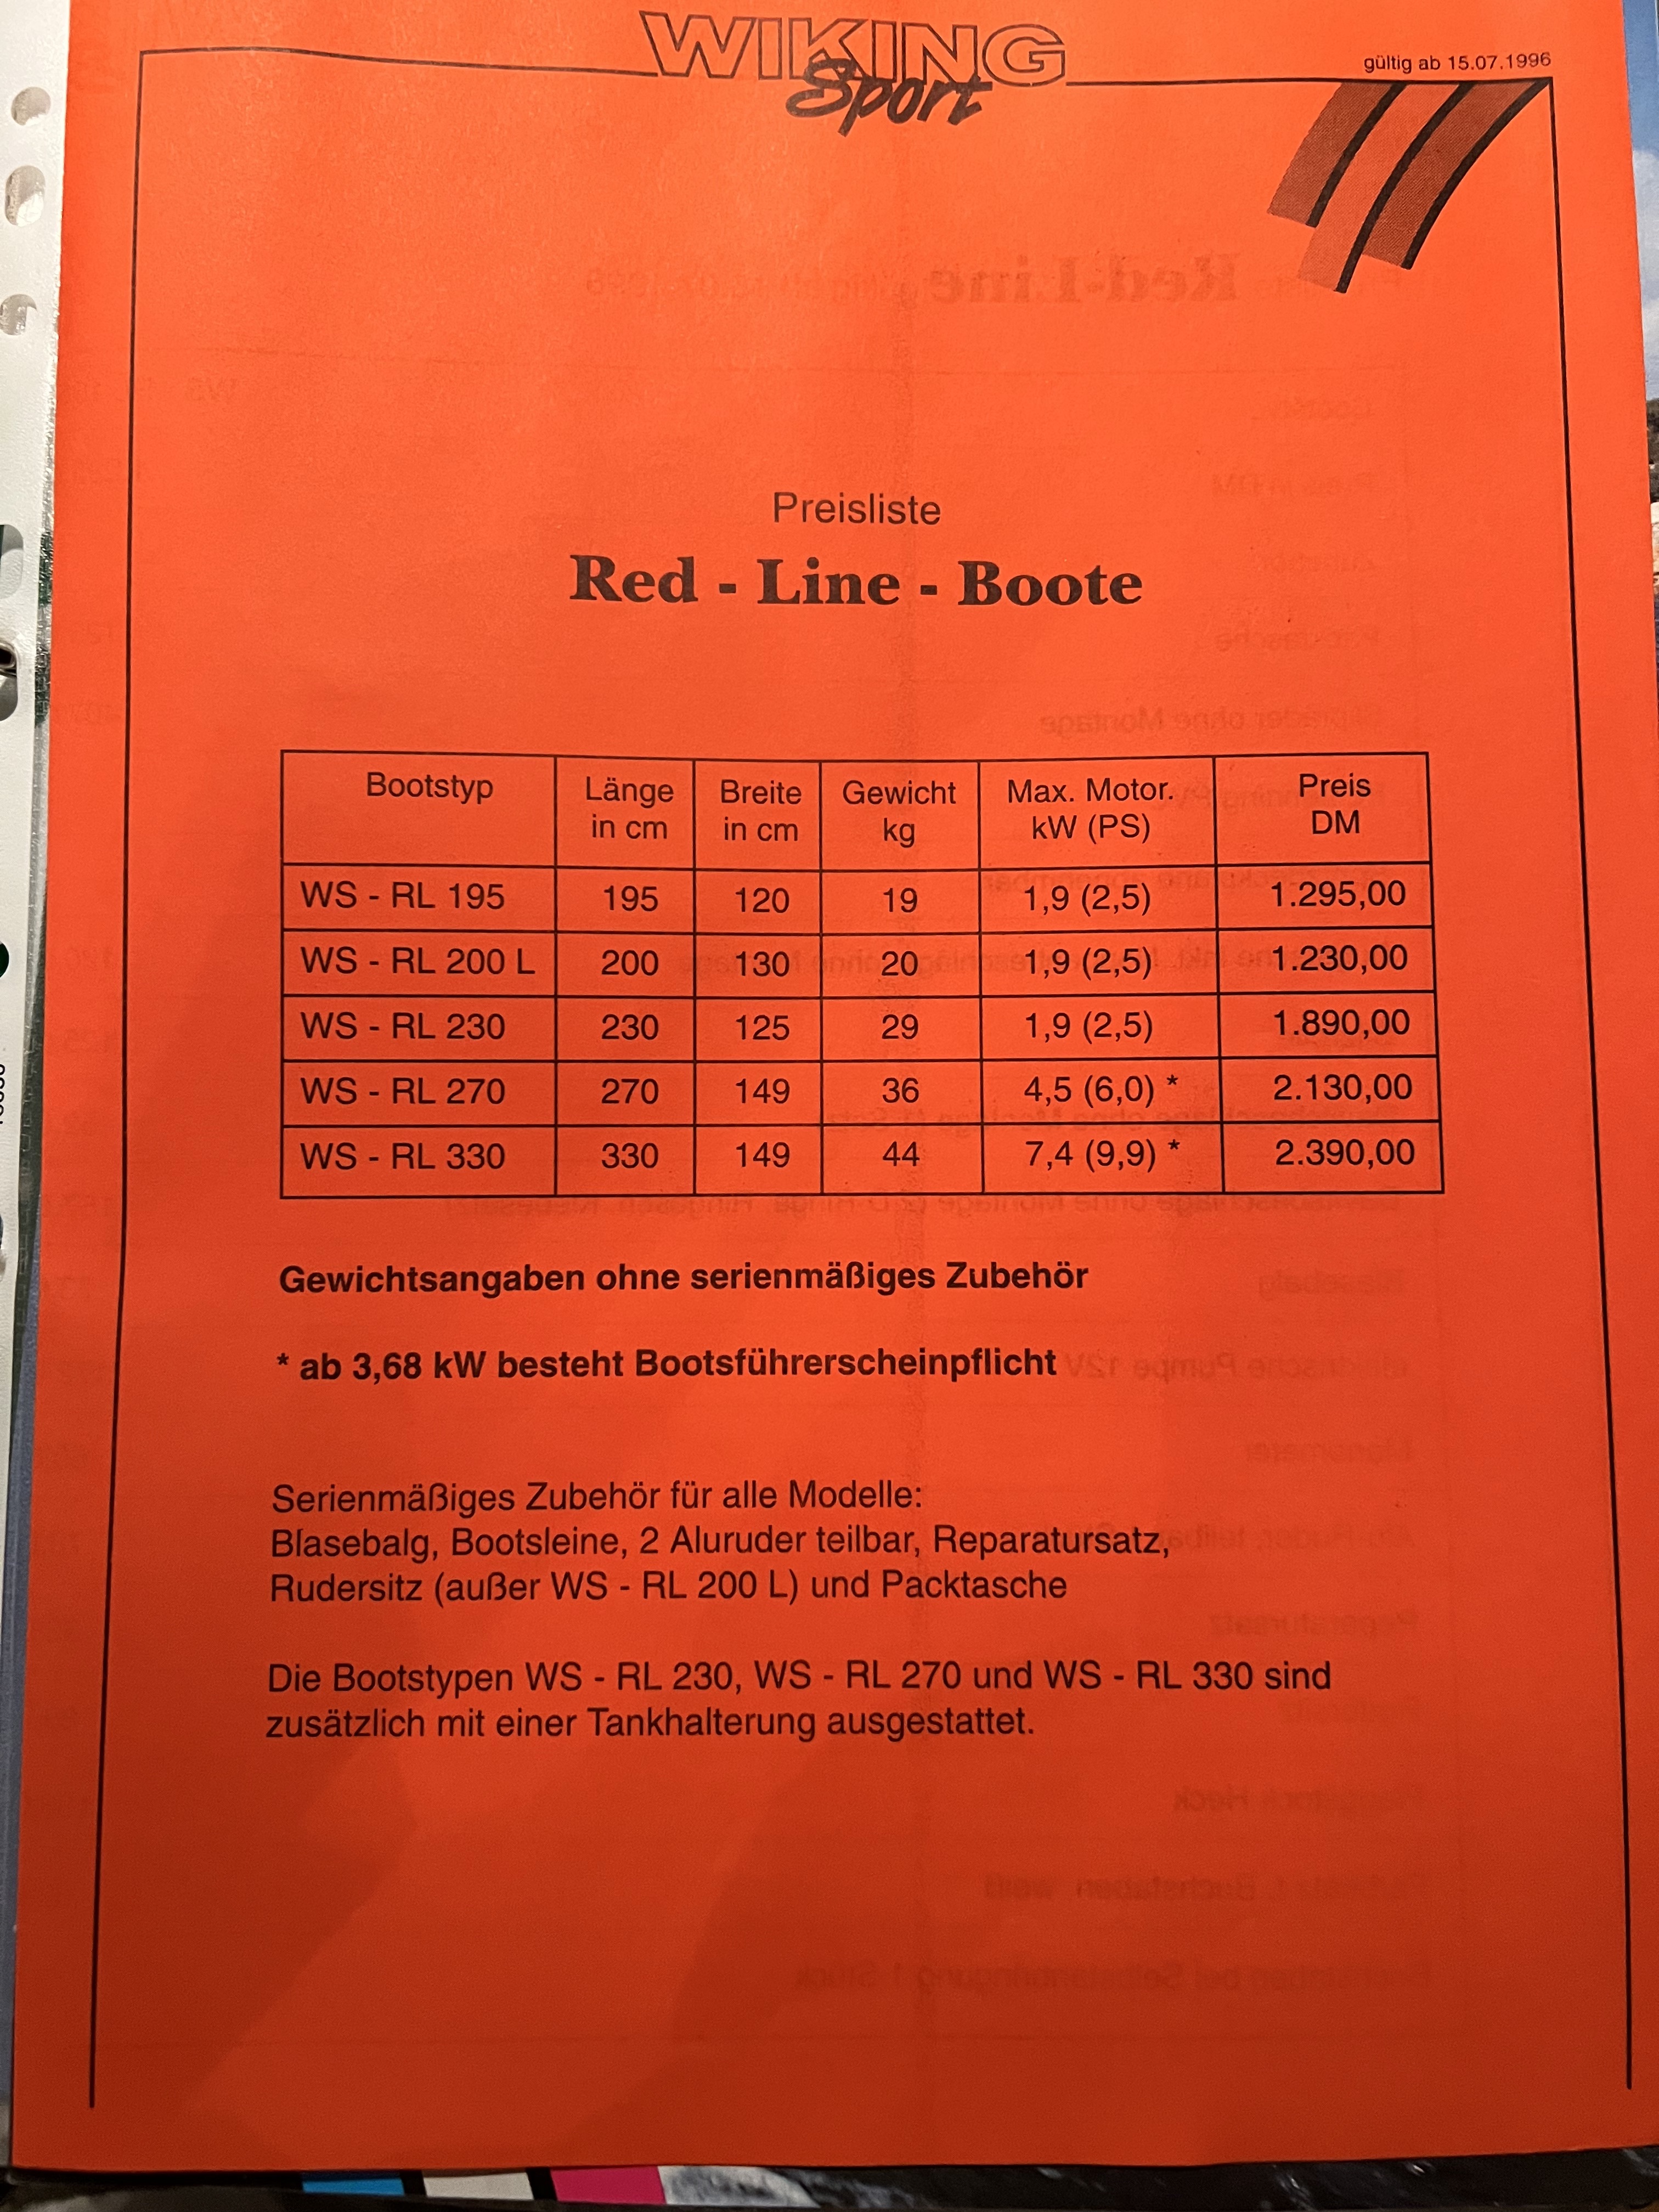 WIKING
Sport
gültig ab 15.07.1996
Preisliste
Red - Line - Boote
Bootstyp Länge in cm Breite in cm Gewicht kg Max. Motor. kW (PS) Preis DM
WS - RL 195 195 120 19 1,9 (2,5) 1.295,00
WS - RL 200 L 200 130 20 1,9 (2,5) 1.230,00
WS - RL 230 230 125 29 1,9 (2,5) 1.890,00
WS - RL 270 270 149 36 4,5 (6,0) * 2.130,00
WS - RL 330 330 149 44 7,4 (9,9) * 2.390,00
Gewichtsangaben ohne serienmäßiges Zubehör
* ab 3,68 kW besteht Bootsführerscheinpflicht
Serienmäßiges Zubehör für alle Modelle:
Blasebalg, Bootsleine, 2 Aluruder teilbar, Reparatursatz,
Rudersitz (außer WS - RL 200 L) und Packtasche
Die Bootstypen WS - RL 230, WS - RL 270 und WS - RL 330 sind
zusätzlich mit einer Tankhalterung ausgestattet.